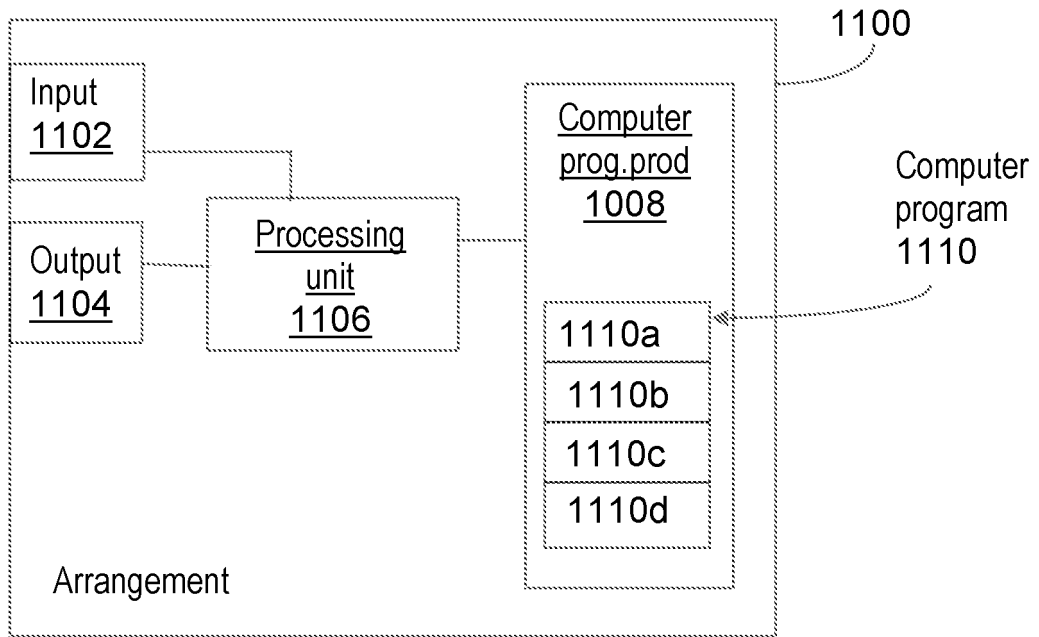 1100
Input
1102
Output
1104
Processing
unit
1106
Computer
prog.prod
1008
1110a
1110b
1110c
1110d
Computer
program
1110
Arrangement